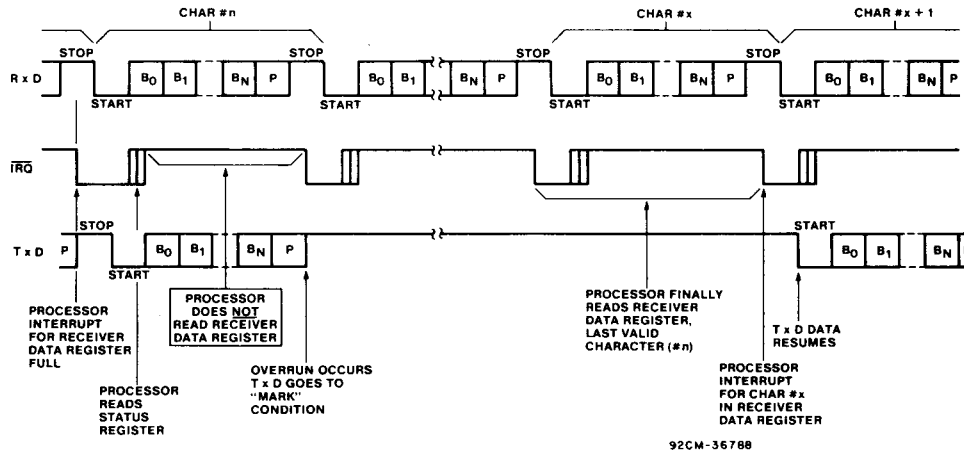 CHAR #n
CHAR #x
CHAR #x + 1
STOP
STOP
STOP
STOP
R x D
B0 B1 BN P
B0 B1 BN P
B0 B1 BN P
B0 B1 BN P
START
START
START
START
IRQ
STOP
START
T x D
P
B0 B1 BN P
B0 B1 BN
START
PROCESSOR
INTERRUPT
FOR RECEIVER
DATA REGISTER
FULL
PROCESSOR
READS
STATUS
REGISTER
PROCESSOR
DOES NOT
READ RECEIVER
DATA REGISTER
OVERRUN OCCURS
T x D GOES TO
"MARK"
CONDITION
PROCESSOR FINALLY
READS RECEIVER
DATA REGISTER,
LAST VALID
CHARACTER (#n)
PROCESSOR
INTERRUPT
FOR CHAR #x
IN RECEIVER
DATA REGISTER
T x D DATA
RESUMES
92CM-36788